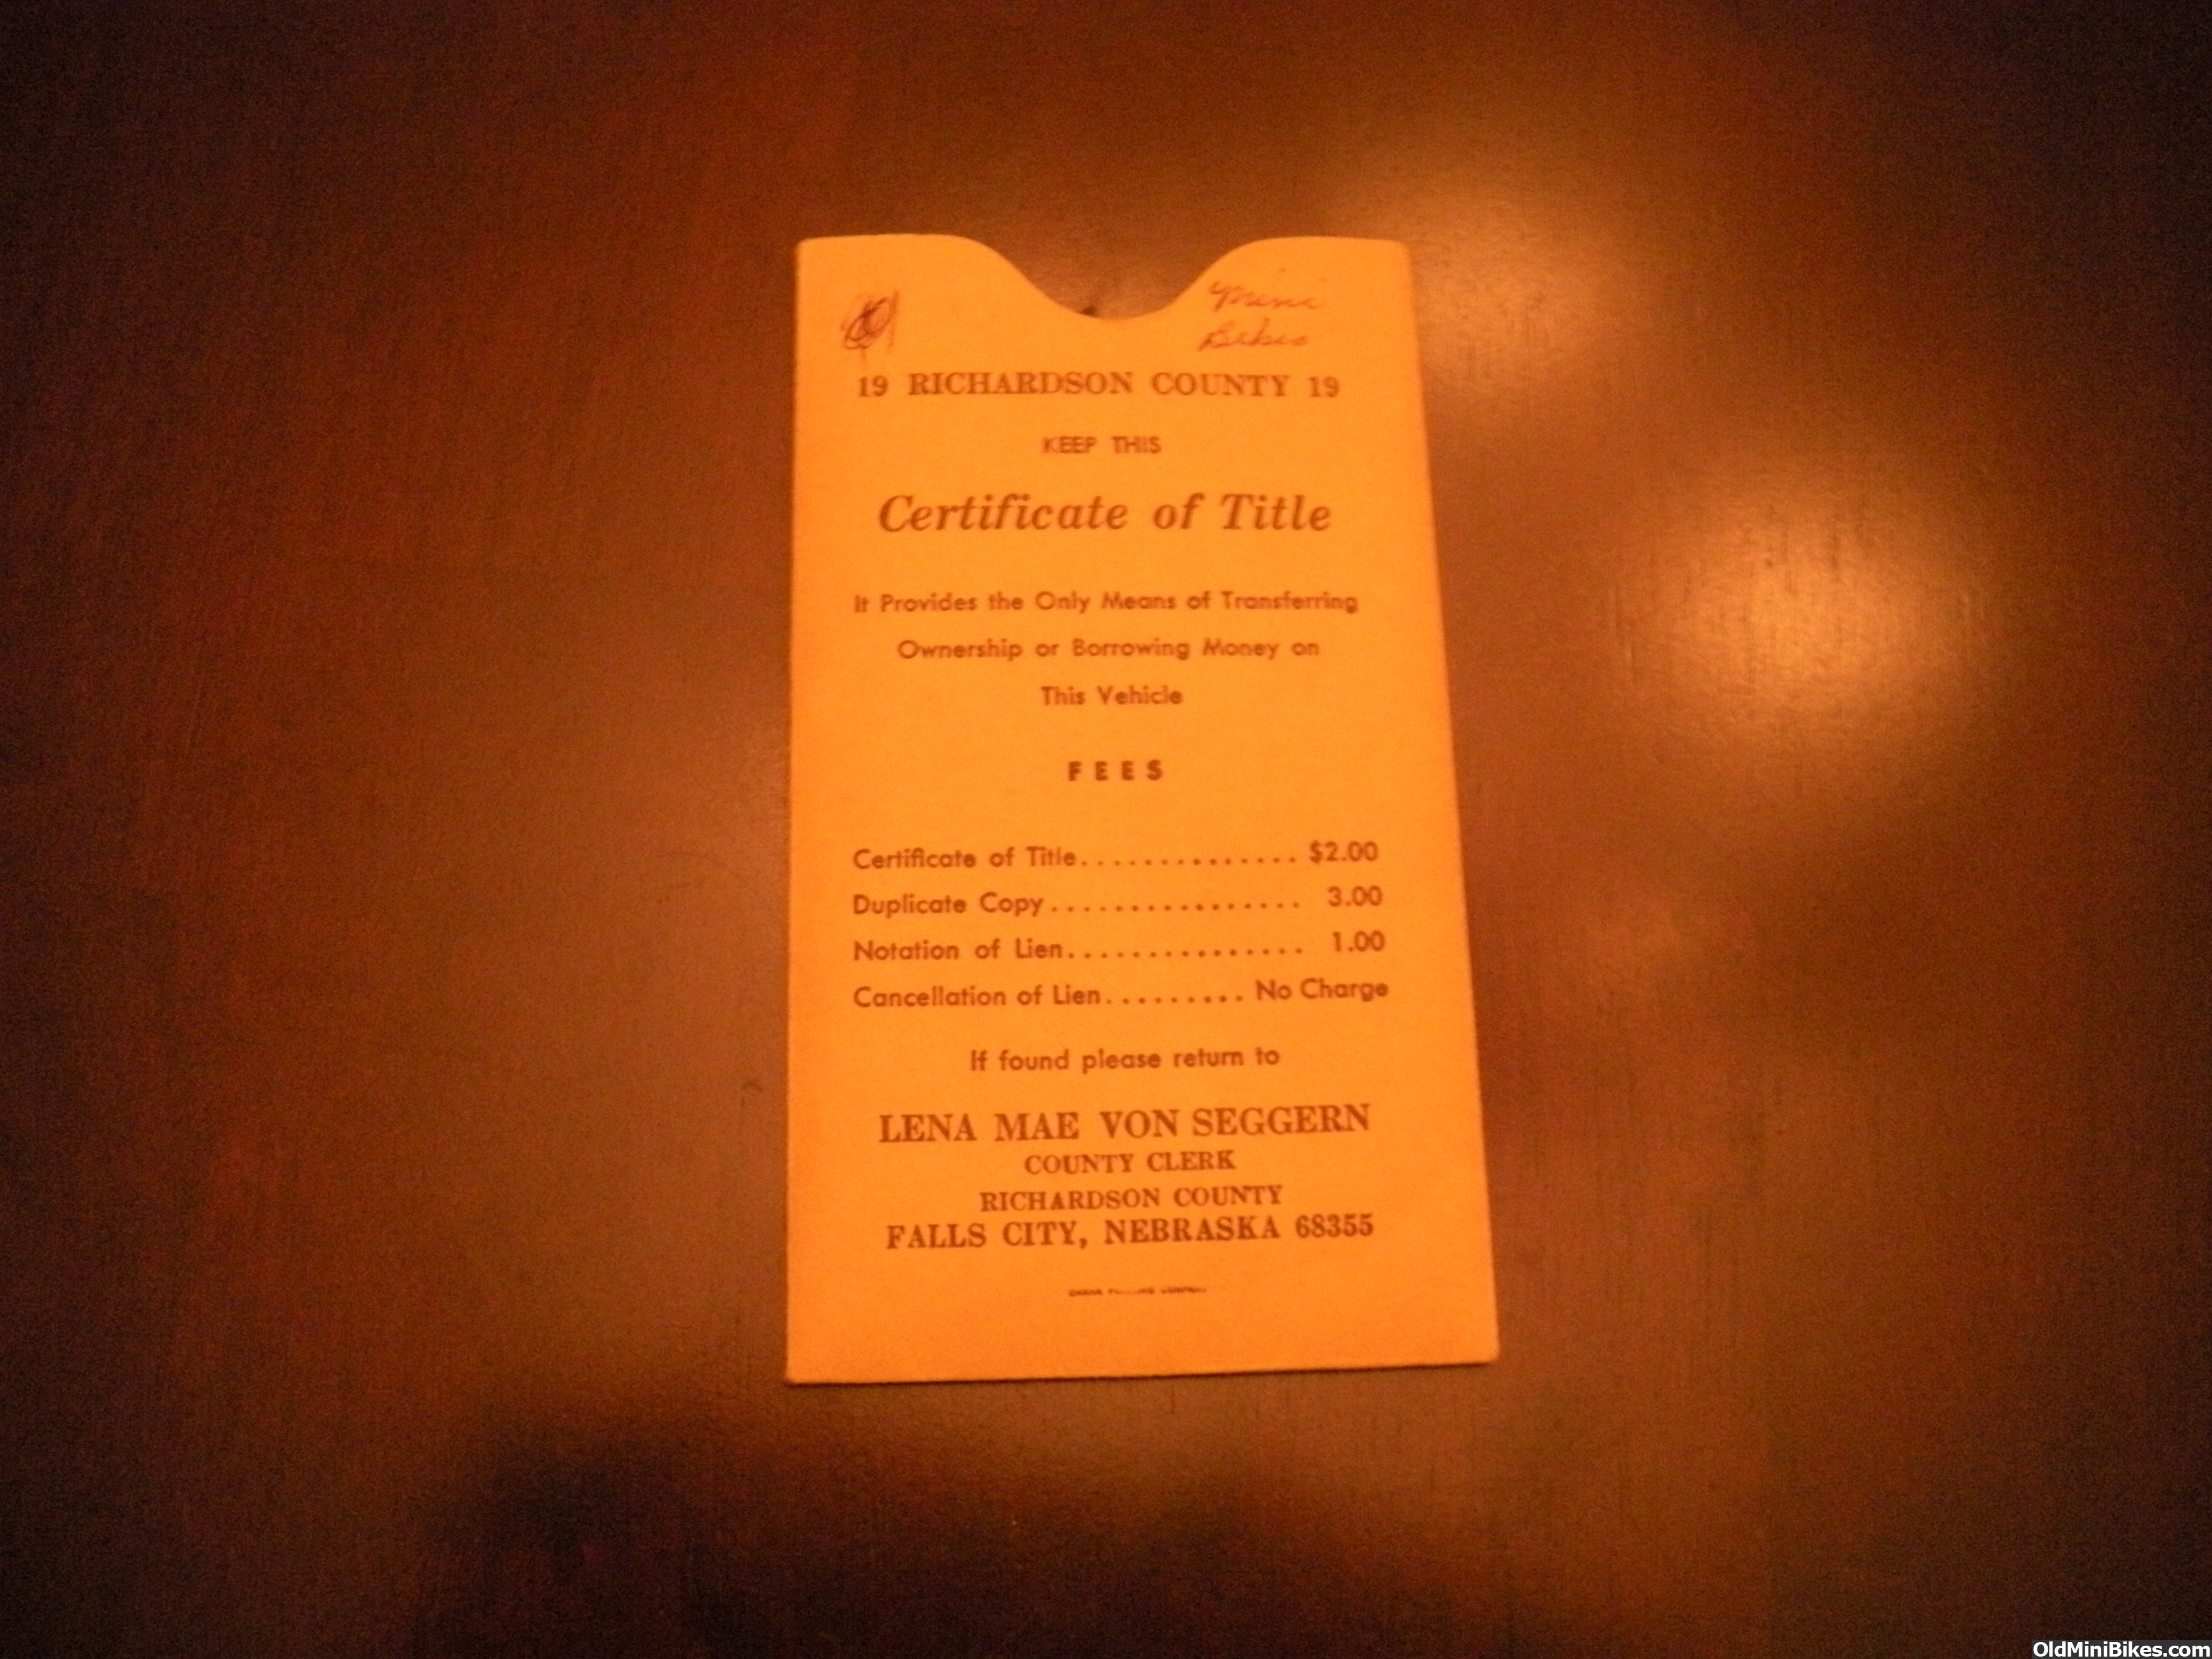 Mini
Bikes
19 RICHARDSON COUNTY 19
KEEP THIS
Certificate of Title
It Provides the Only Means of Transferring
Ownership or Borrowing Money on
This Vehicle
FEES
Certificate of Title.............. $2.00
Duplicate Copy................ 3.00
Notation of Lien............... 1.00
Cancellation of Lien......... No Charge
If found please return to
LENA MAE VON SEGGERN
COUNTY CLERK
RICHARDSON COUNTY
FALLS CITY, NEBRASKA 68355
OldMiniBikes.com